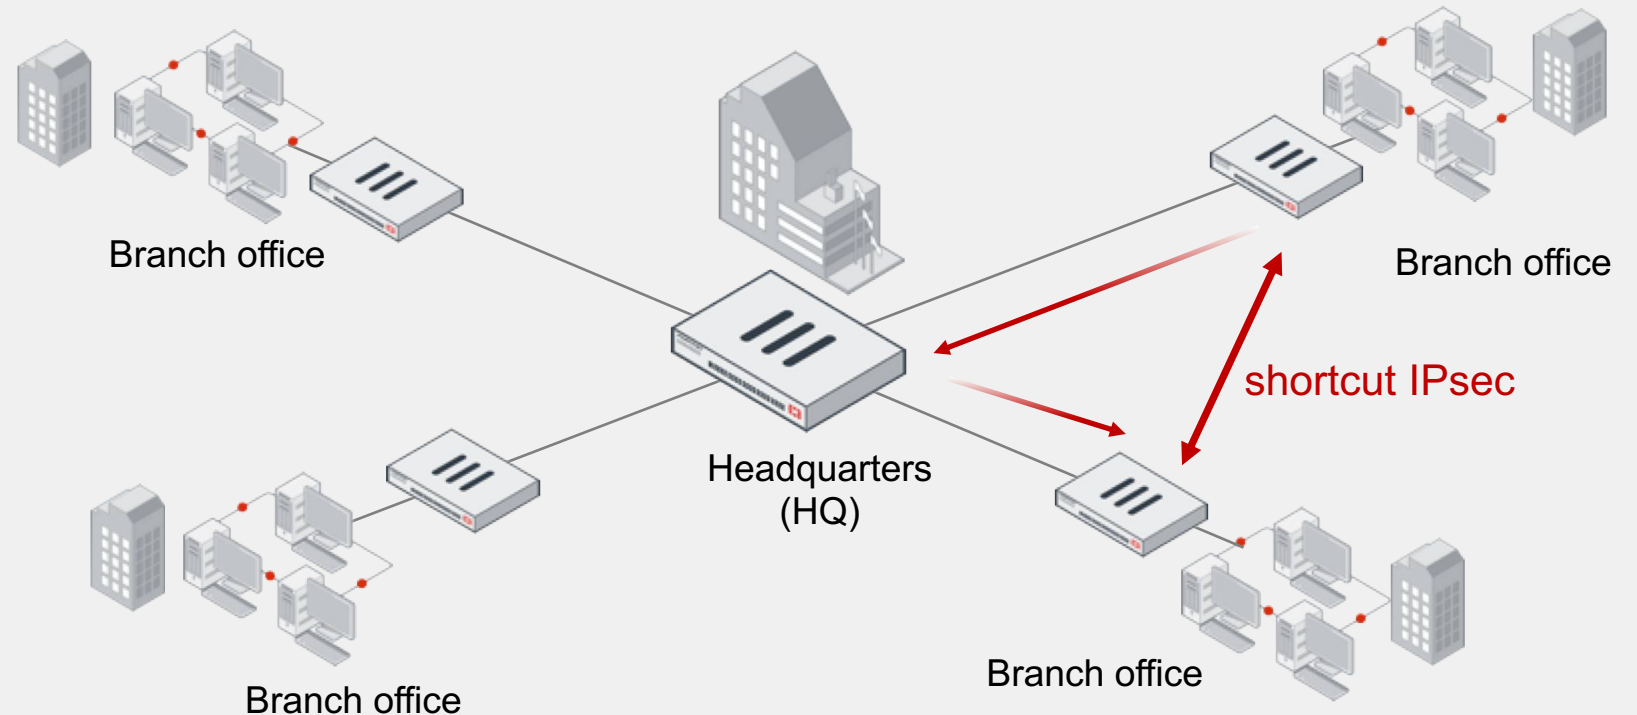 Branch office
Branch office
shortcut IPsec
Headquarters
(HQ)
Branch office
Branch office